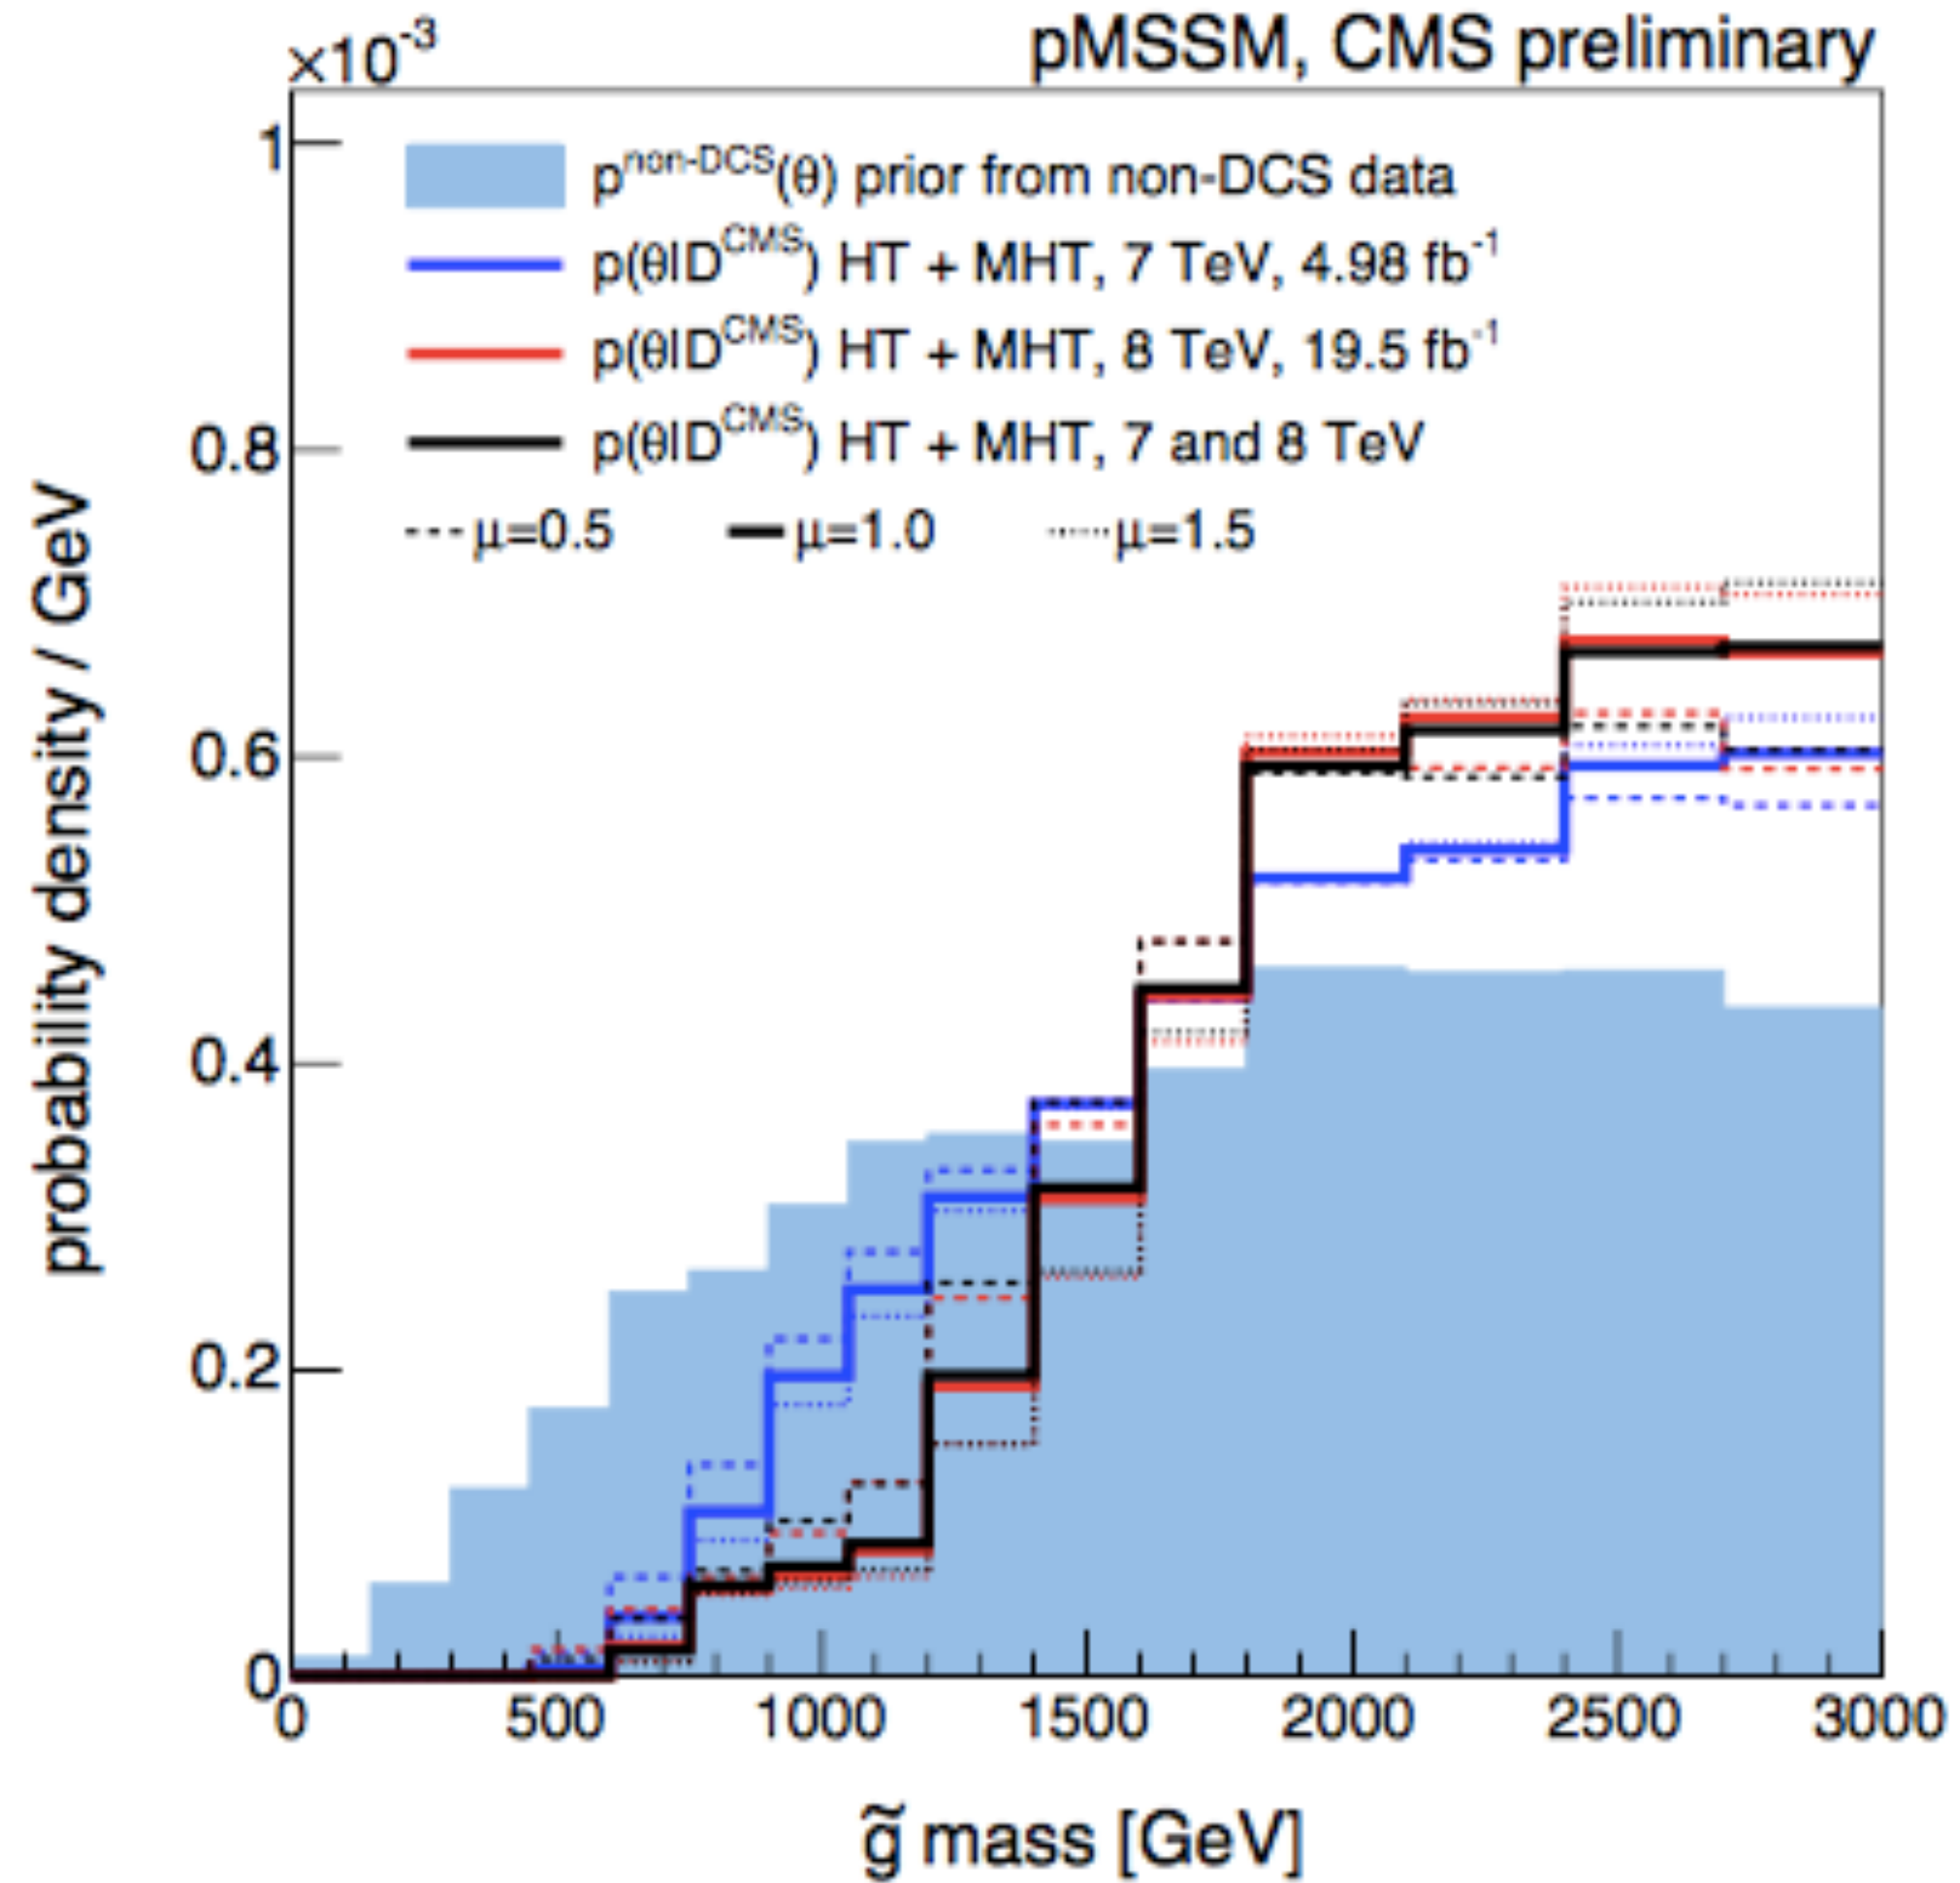 ×10⁻³ pMSSM, CMS preliminary
probability density / GeV
1
0.8
0.6
0.4
0.2
0
p^non-DCS(θ) prior from non-DCS data
p(θ|D^CMS) HT + MHT, 7 TeV, 4.98 fb⁻¹
p(θ|D^CMS) HT + MHT, 8 TeV, 19.5 fb⁻¹
p(θ|D^CMS) HT + MHT, 7 and 8 TeV
μ=0.5 μ=1.0 μ=1.5
0 500 1000 1500 2000 2500 3000
g̃ mass [GeV]